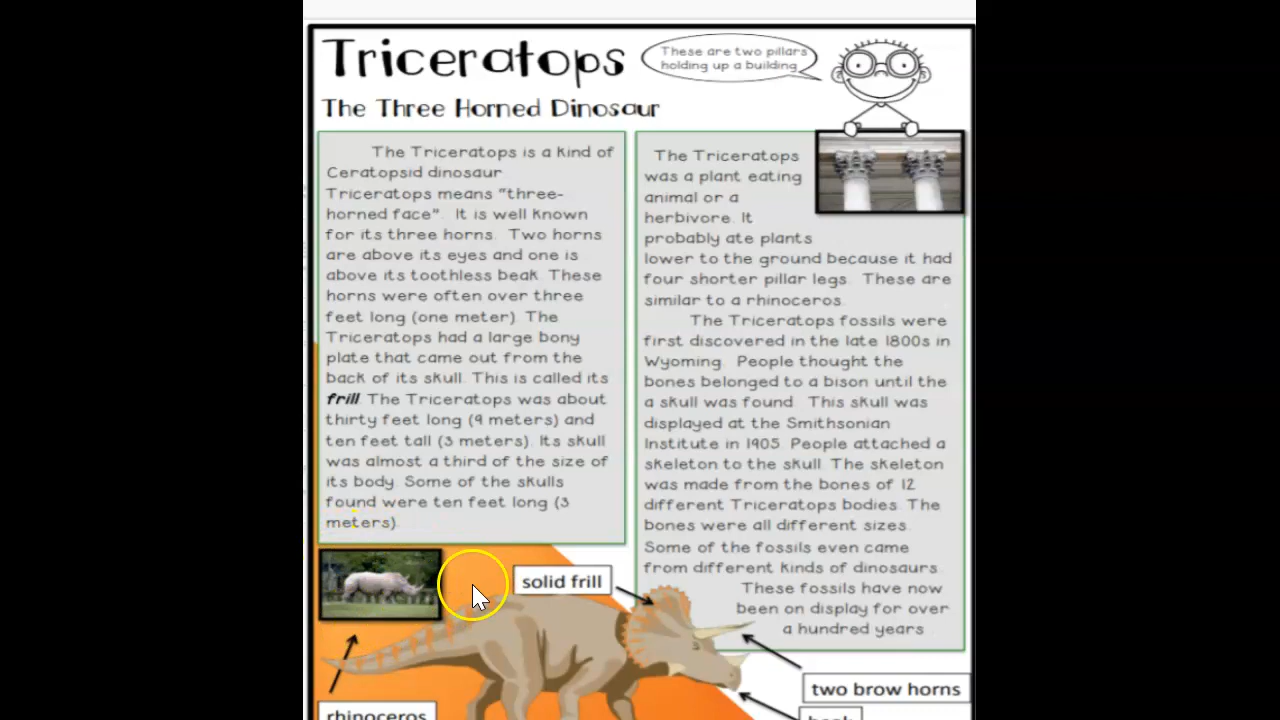 Triceratops
The Three Horned Dinosaur
These are two pillars
holding up a building
The Triceratops is a kind of
Ceratopsid dinosaur
Triceratops means "three-
horned face". It is well known
for its three horns. Two horns
are above its eyes and one is
above its toothless beak. These
horns were often over three
feet long (one meter). The
Triceratops had a large bony
plate that came out from the
back of its skull. This is called its
frill. The Triceratops was about
thirty feet long (9 meters) and
ten feet tall (3 meters). Its skull
was almost a third of the size of
its body. Some of the skulls
found were ten feet long (3
meters).
The Triceratops
was a plant eating
animal or a
herbivore. It
probably ate plants
lower to the ground because it had
four shorter pillar legs. These are
similar to a rhinoceros.
The Triceratops fossils were
first discovered in the late 1800s in
Wyoming. People thought the
bones belonged to a bison until the
a skull was found. This skull was
displayed at the Smithsonian
Institute in 1905. People attached a
skeleton to the skull. The skeleton
was made from the bones of 12
different Triceratops bodies. The
bones were all different sizes.
Some of the fossils even came
from different kinds of dinosaurs.
These fossils have now
been on display for over
a hundred years.
solid frill
two brow horns
rhinoceros
beak